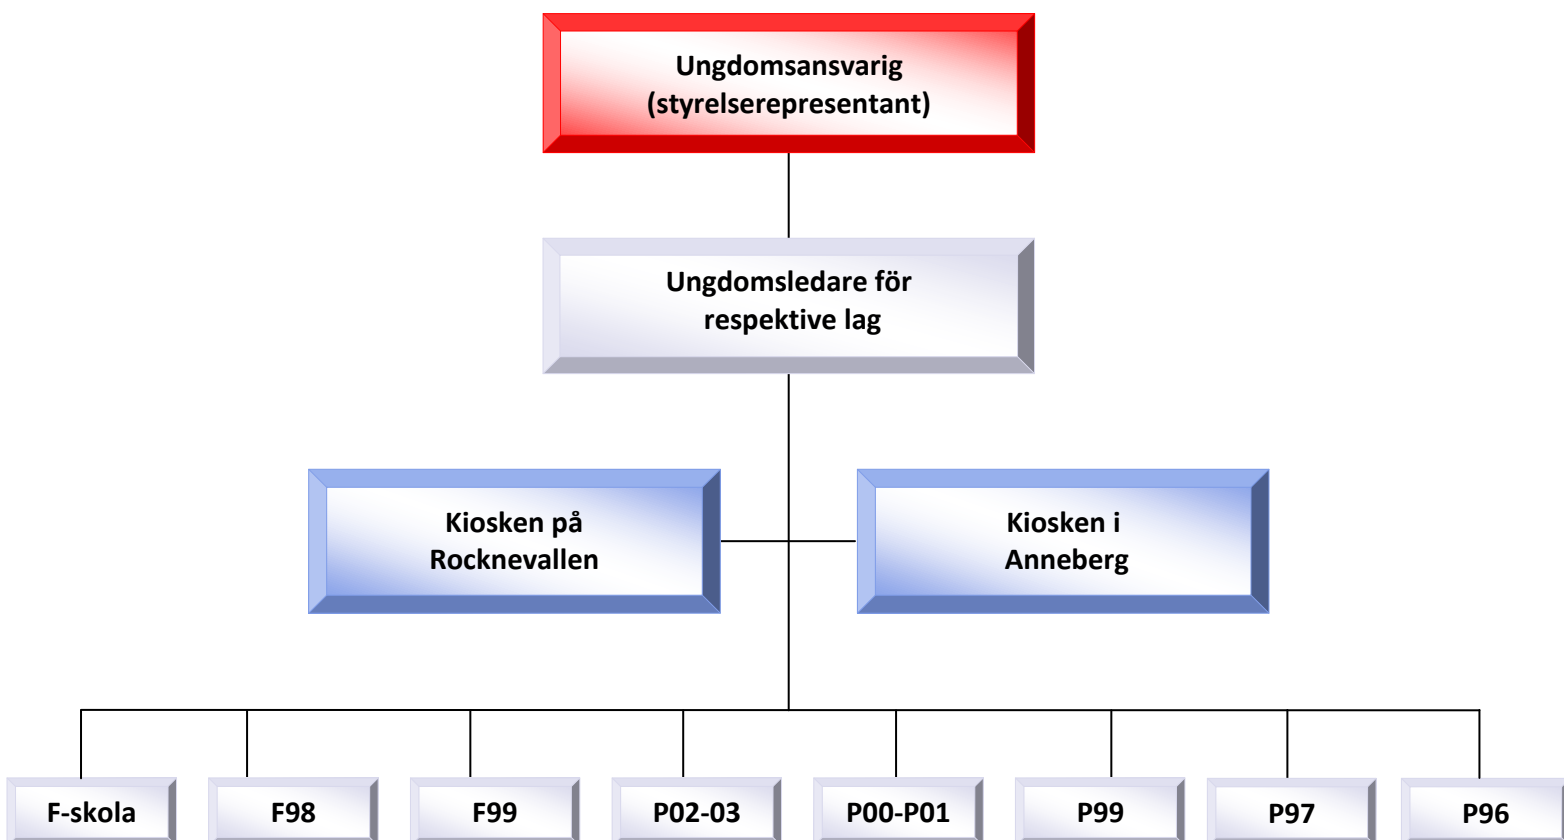 Ungdomsansvarig
(styrelserepresentant)
Ungdomsledare för
respektive lag
Kiosken på
Rocknevallen
Kiosken i
Anneberg
F-skola
F98
F99
P02-03
P00-P01
P99
P97
P96